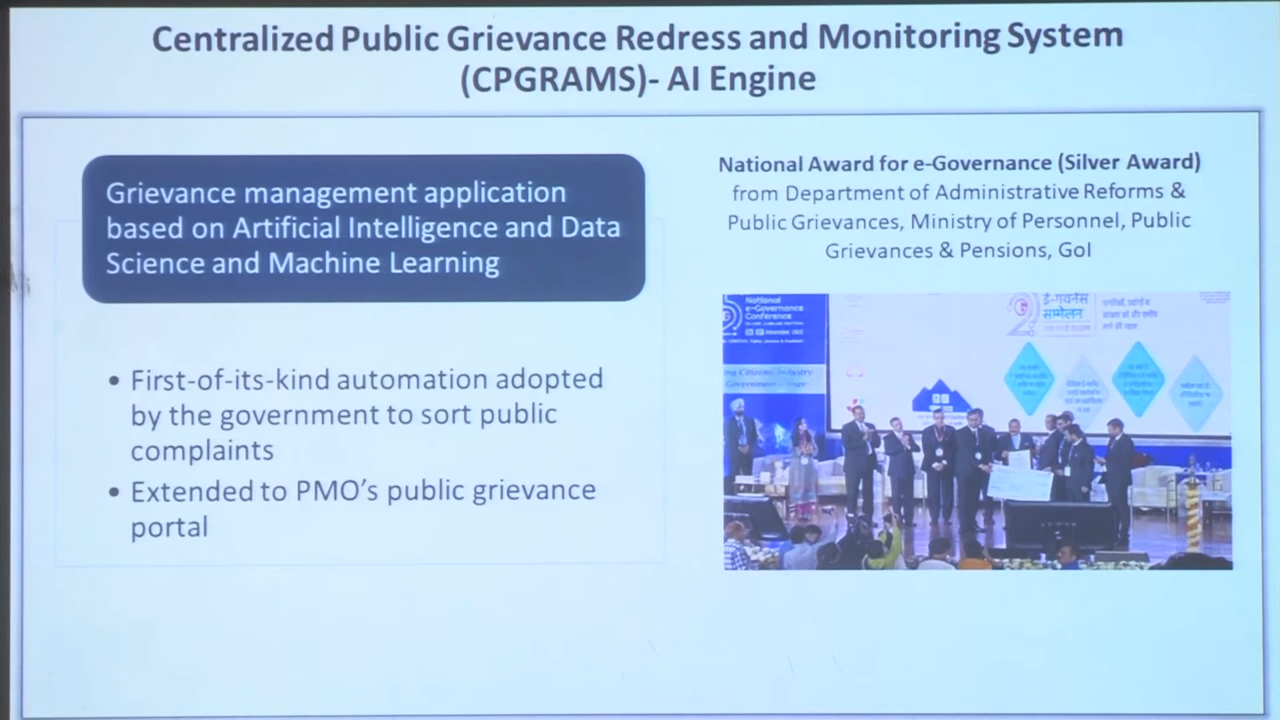 Centralized Public Grievance Redress and Monitoring System
(CPGRAMS)- AI Engine
Grievance management application
based on Artificial Intelligence and Data
Science and Machine Learning
• First-of-its-kind automation adopted
by the government to sort public
complaints
• Extended to PMO's public grievance
portal
National Award for e-Governance (Silver Award)
from Department of Administrative Reforms &
Public Grievances, Ministry of Personnel, Public
Grievances & Pensions, GoI
National
e-Governance
Conference
ई-गवर्नेंस
सम्मेलन